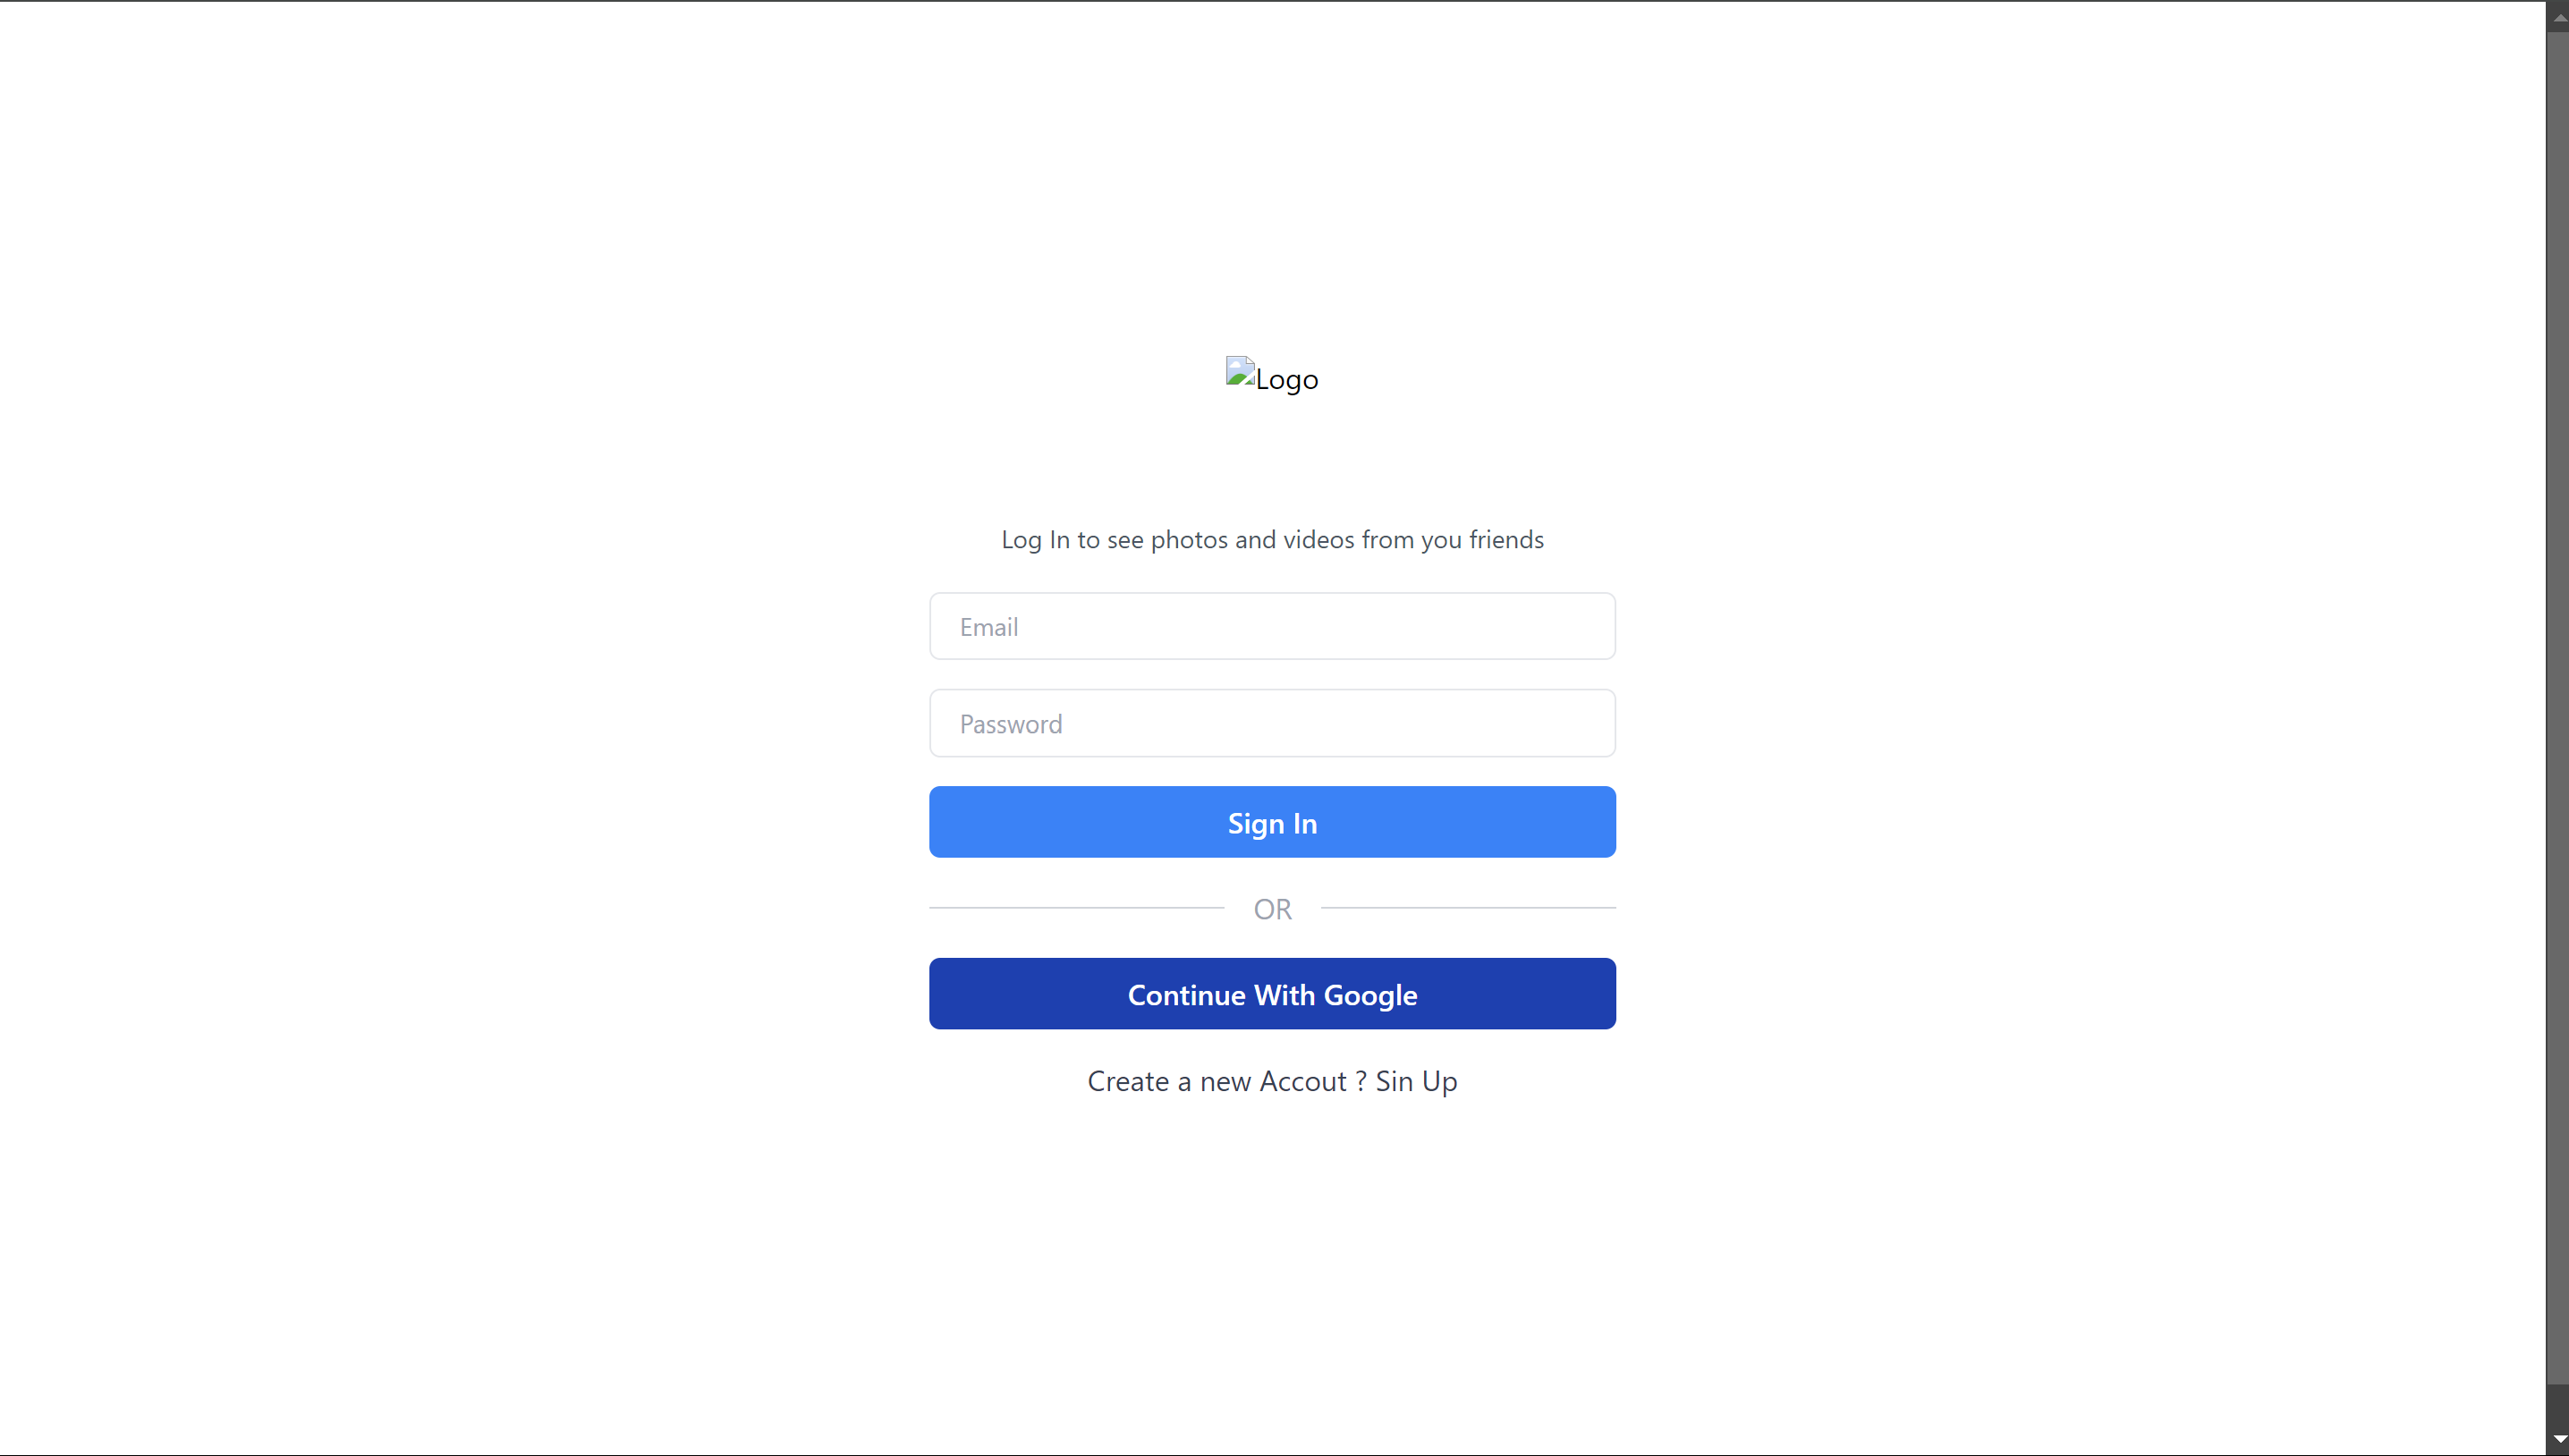 Logo
Log In to see photos and videos from you friends
Email
Password
Sign In
OR
Continue With Google
Create a new Accout ? Sin Up